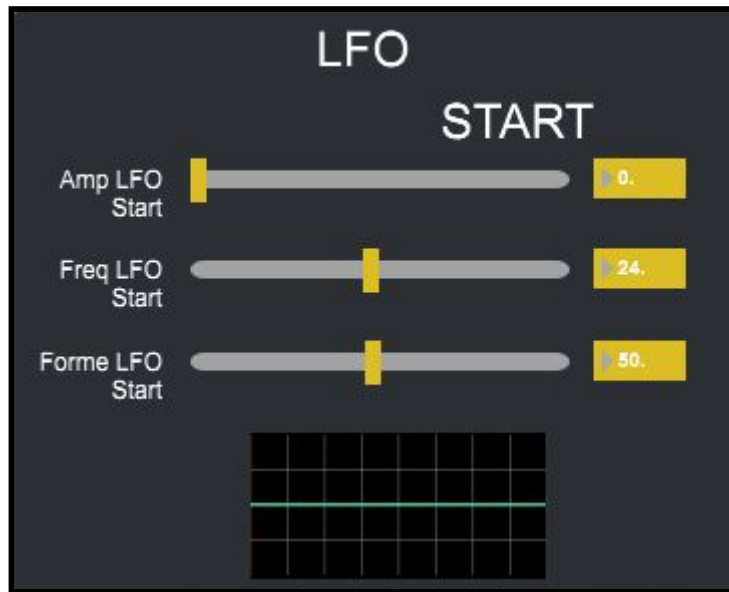 LFO
START
Amp LFO
Start
0.
Freq LFO
Start
24.
Forme LFO
Start
50.